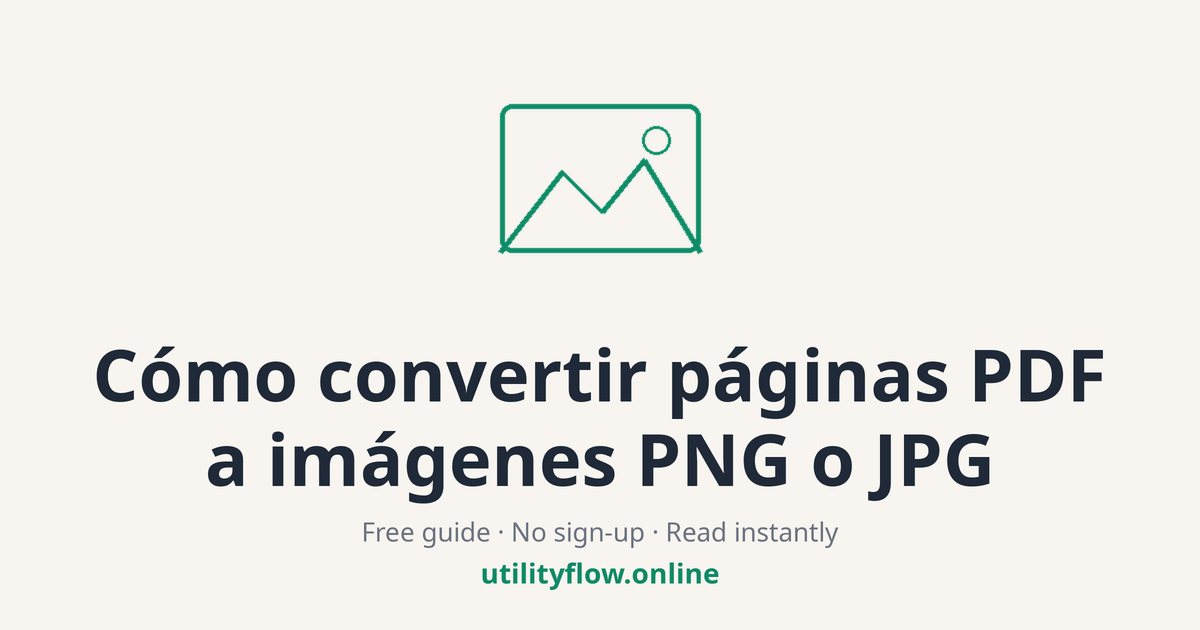 Cómo convertir páginas PDF
a imágenes PNG o JPG
Free guide · No sign-up · Read instantly
utilityflow.online